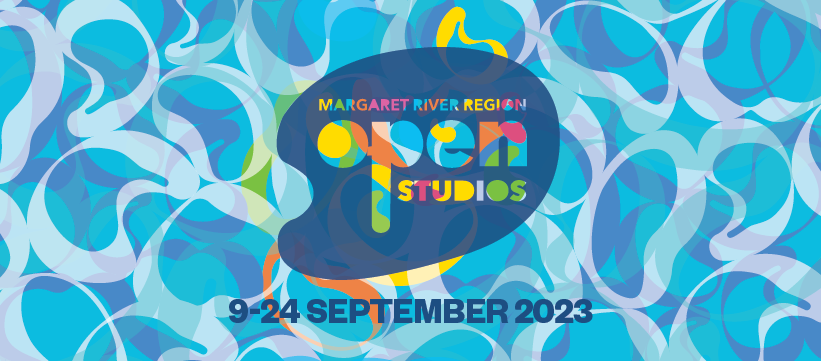 MARGARET RIVER REGION
open
STUDIOS
9-24 SEPTEMBER 2023